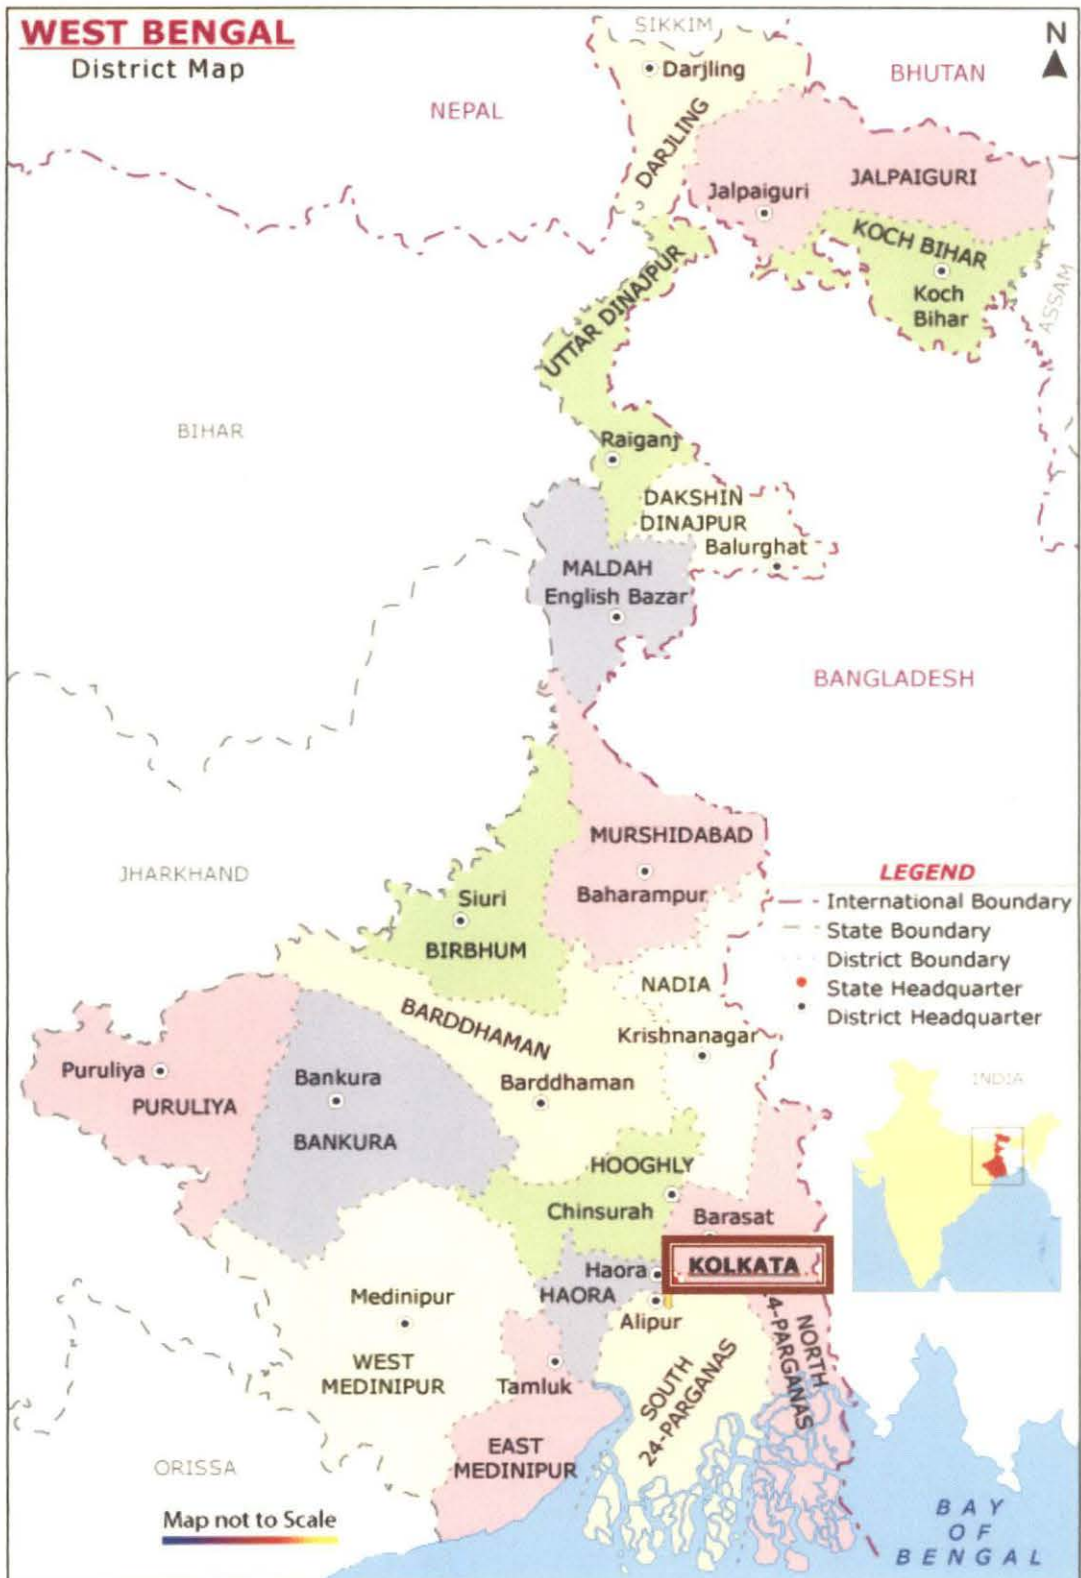 WEST BENGAL
District Map
SIKKIM
N
Darjling
BHUTAN
NEPAL
DARJLING
JALPAIGURI
Jalpaiguri
KOCH BIHAR
Koch
Bihar
ASSAM
UTTAR DINAJPUR
BIHAR
Raiganj
DAKSHIN
DINAJPUR
Balurghat
MALDAH
English Bazar
BANGLADESH
MURSHIDABAD
Baharampur
JHARKHAND
Siuri
BIRBHUM
LEGEND
International Boundary
State Boundary
District Boundary
State Headquarter
District Headquarter
NADIA
Krishnanagar
BARDDHAMAN
Barddhaman
Puruliya
PURULIYA
Bankura
BANKURA
INDIA
HOOGHLY
Chinsurah
Barasat
KOLKATA
Haora
HAORA
Alipur
Medinipur
WEST
MEDINIPUR
Tamluk
SOUTH
24-PARGANAS
NORTH
4-PARGANAS
EAST
MEDINIPUR
ORISSA
Map not to Scale
BAY
OF
BENGAL